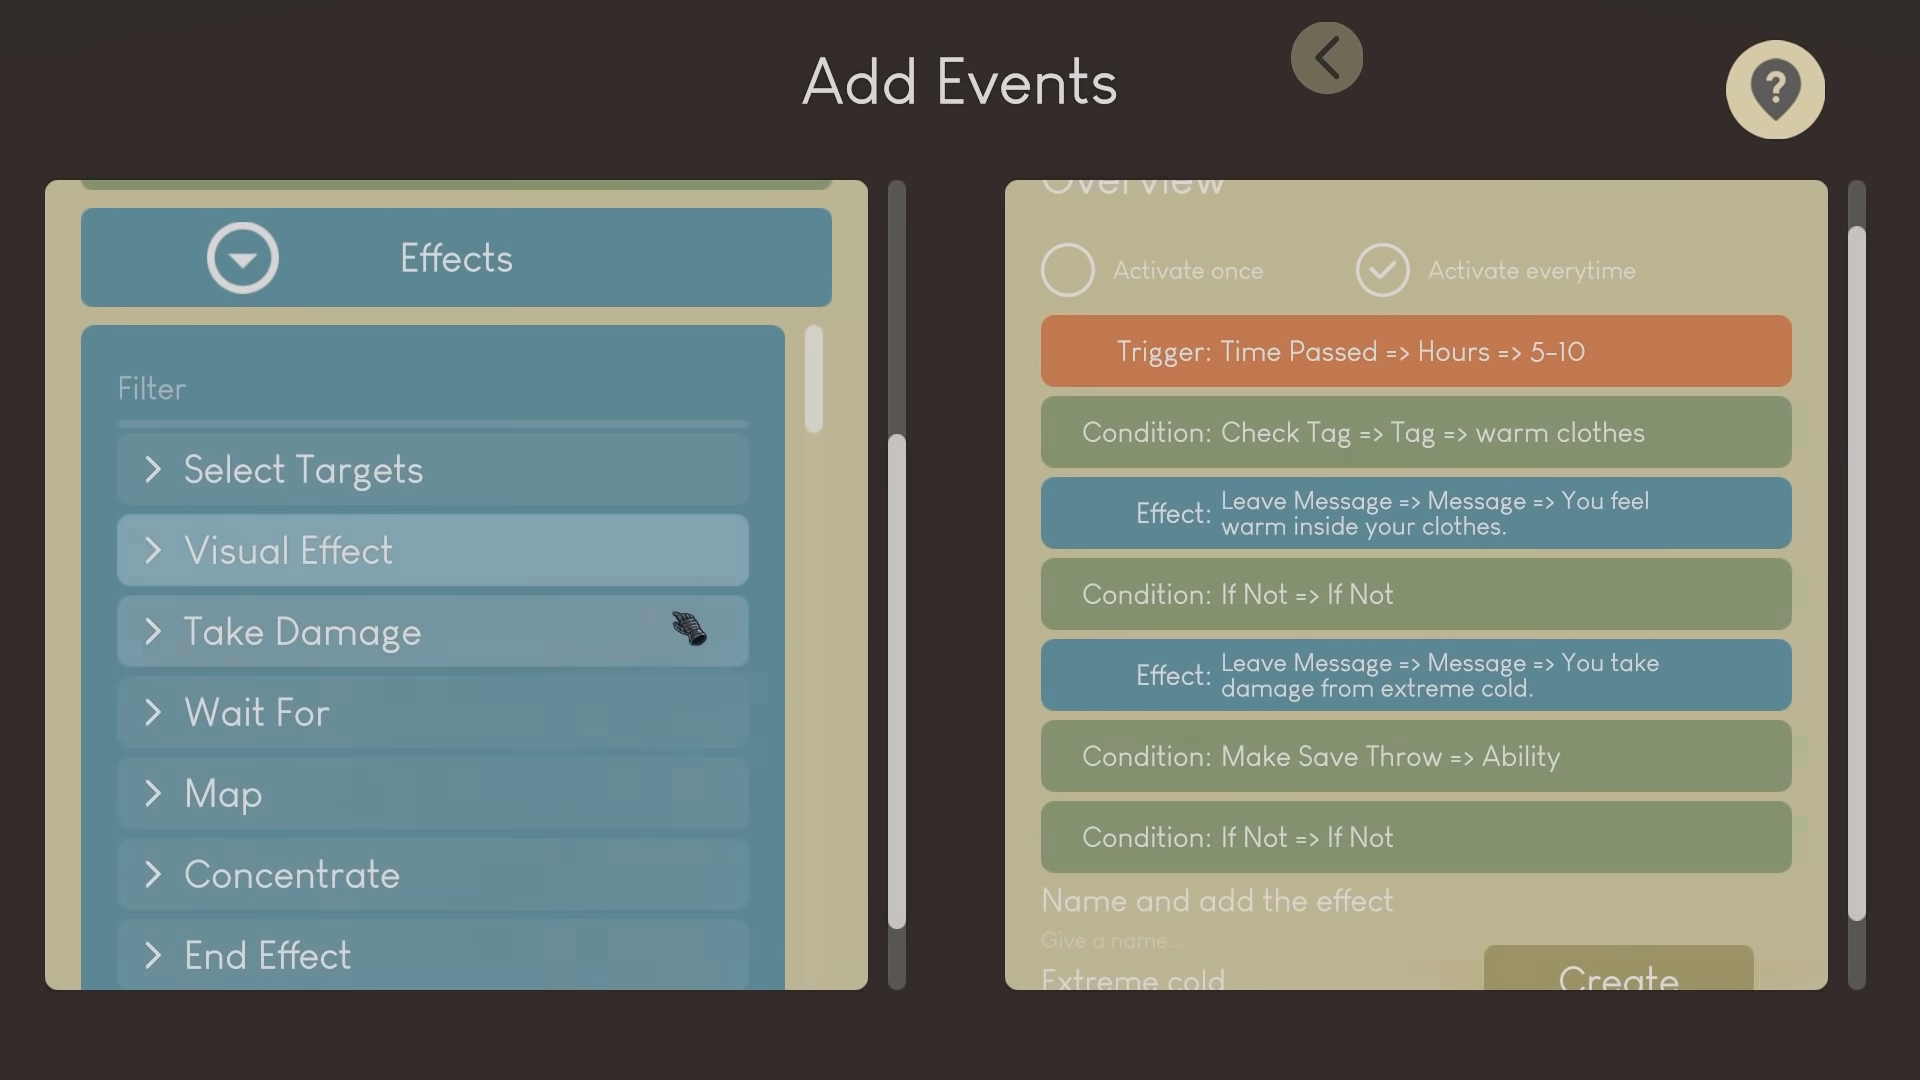 Add Events
?
Effects
Filter
Select Targets
Visual Effect
Take Damage
Wait For
Map
Concentrate
End Effect
Overview
Activate once
Activate everytime
Trigger: Time Passed => Hours => 5-10
Condition: Check Tag => Tag => warm clothes
Effect: Leave Message => Message => You feel
warm inside your clothes.
Condition: If Not => If Not
Effect: Leave Message => Message => You take
damage from extreme cold.
Condition: Make Save Throw => Ability
Condition: If Not => If Not
Name and add the effect
Give a name...
Extreme cold
Create